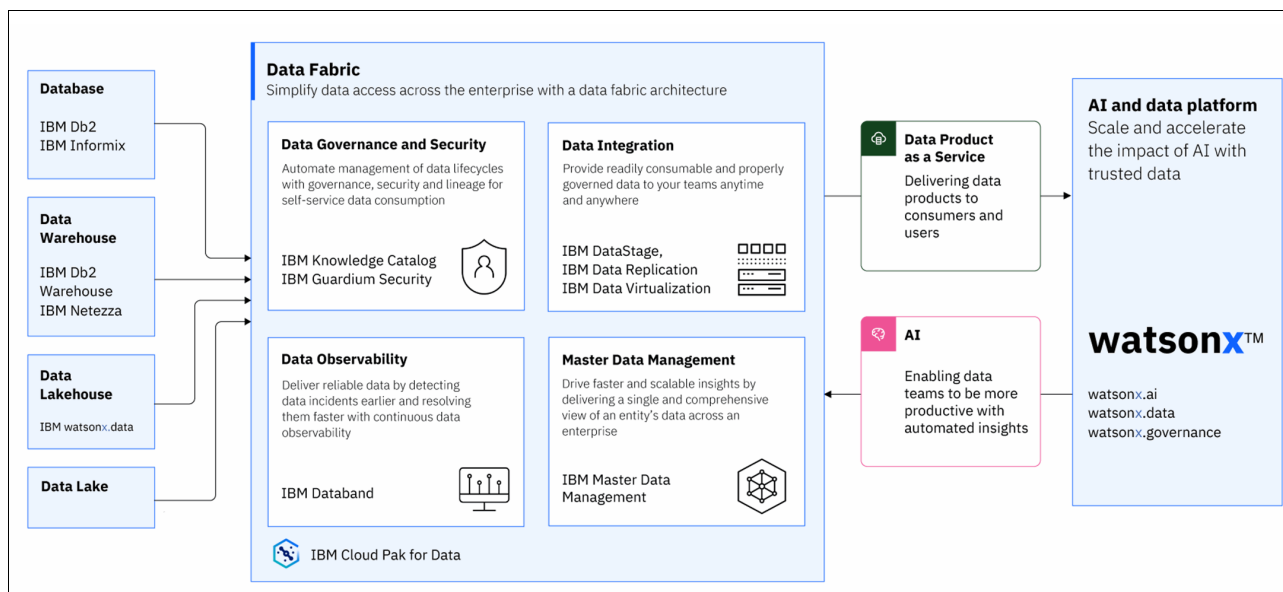 Database
IBM Db2
IBM Informix
Data
Warehouse
IBM Db2
Warehouse
IBM Netezza
Data
Lakehouse
IBM watsonx.data
Data Lake
Data Fabric
Simplify data access across the enterprise with a data fabric architecture
Data Governance and Security
Automate management of data lifecycles
with governance, security and lineage for
self-service data consumption
IBM Knowledge Catalog
IBM Guardium Security
Data Integration
Provide readily consumable and properly
governed data to your teams anytime
and anywhere
IBM DataStage,
IBM Data Replication
IBM Data Virtualization
Data Observability
Deliver reliable data by detecting
data incidents earlier and resolving
them faster with continuous data
observability
IBM Databand
Master Data Management
Drive faster and scalable insights by
delivering a single and comprehensive
view of an entity's data across an
enterprise
IBM Master Data
Management
IBM Cloud Pak for Data
Data Product
as a Service
Delivering data
products to
consumers and
users
AI
Enabling data
teams to be more
productive with
automated insights
AI and data platform
Scale and accelerate
the impact of AI with
trusted data
watsonx™
watsonx.ai
watsonx.data
watsonx.governance